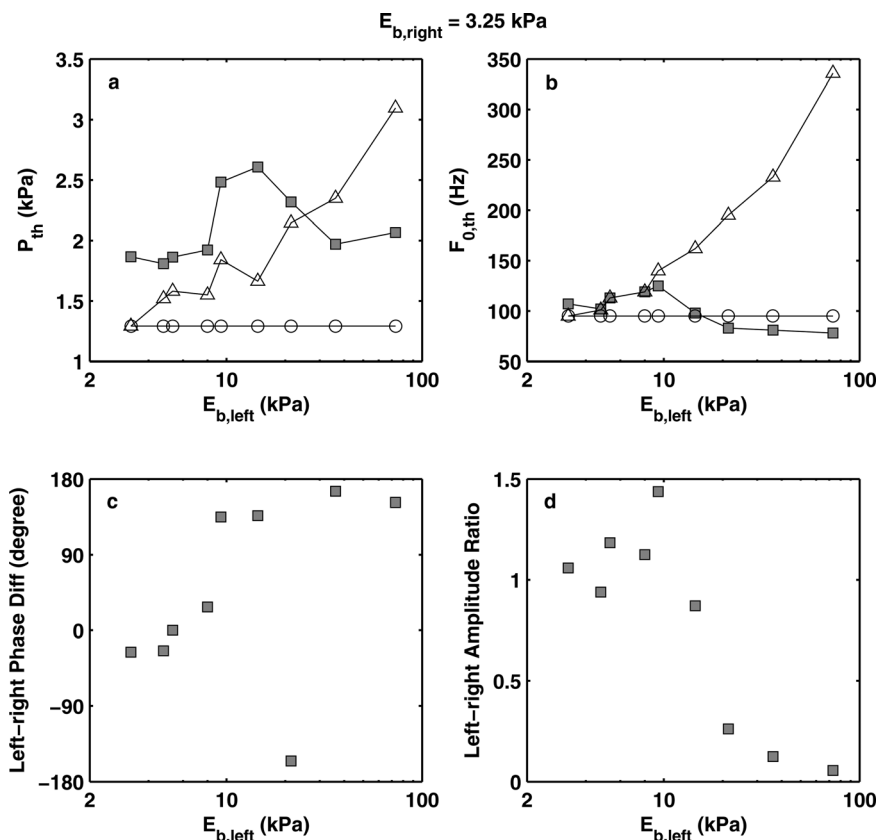 E_b,right = 3.25 kPa
a
P_th (kPa)
3.5
3
2.5
2
1.5
1
2
10
100
E_b,left (kPa)
b
F_0,th (Hz)
350
300
250
200
150
100
50
2
10
100
E_b,left (kPa)
c
Left−right Phase Diff (degree)
180
90
0
−90
−180
2
10
100
E_b,left (kPa)
d
Left−right Amplitude Ratio
1.5
1
0.5
0
2
10
100
E_b,left (kPa)